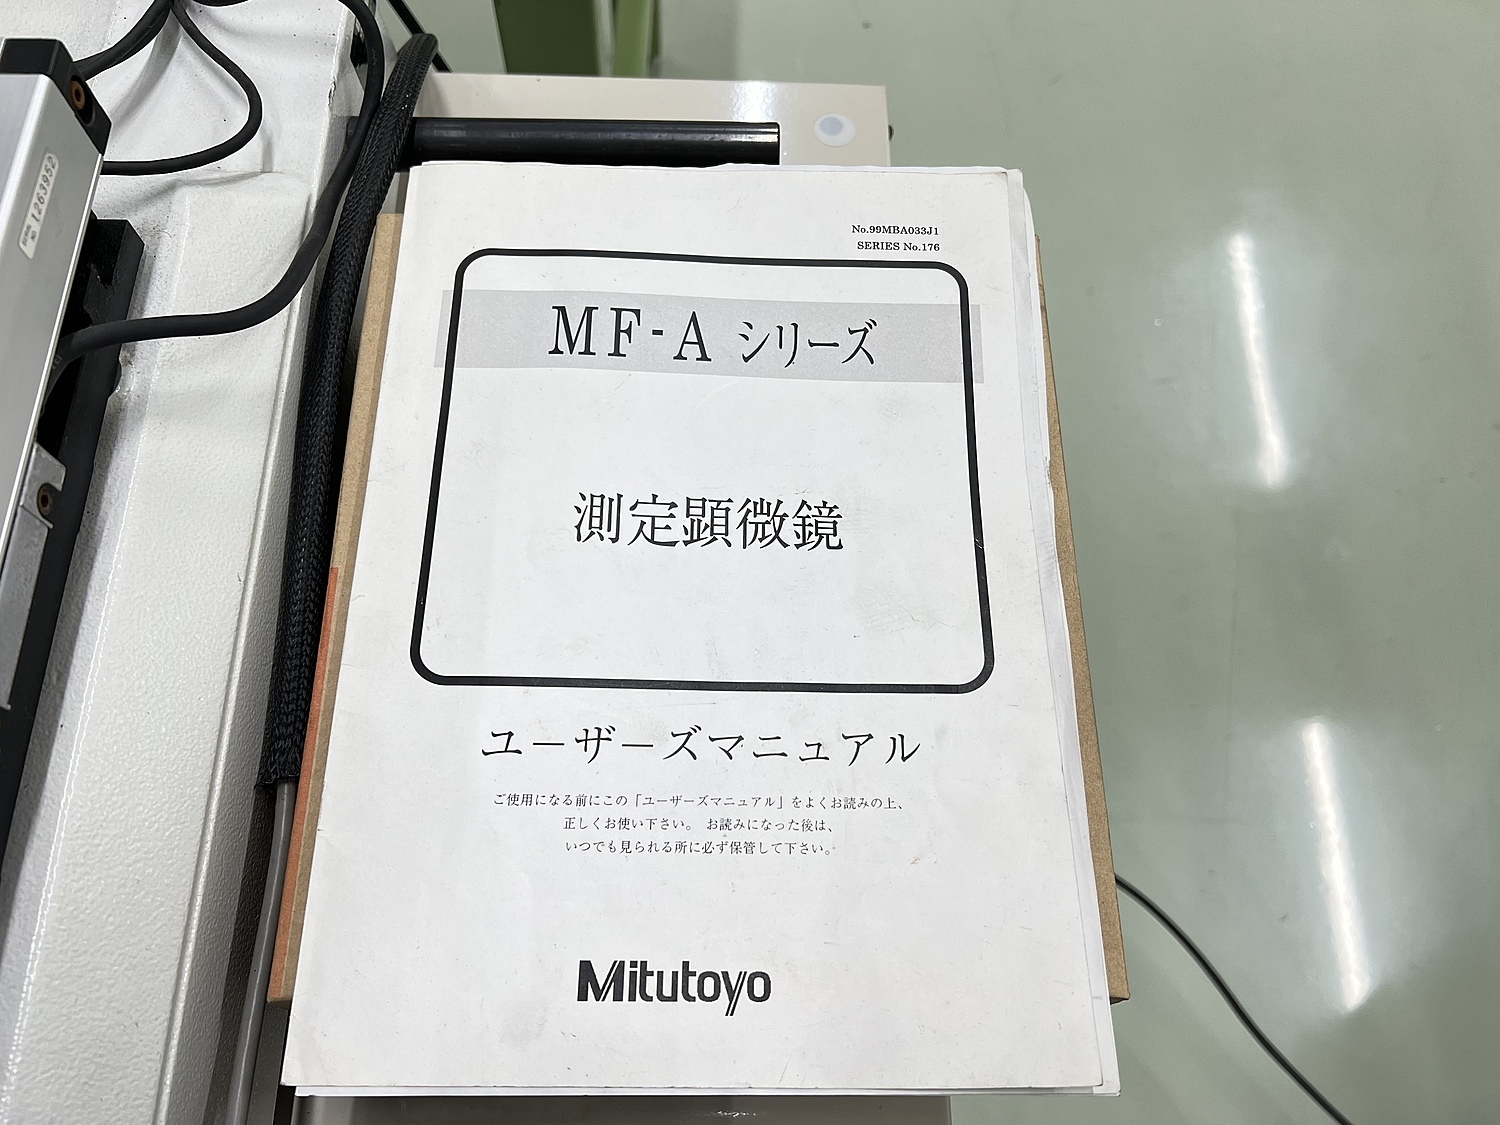 SERIAL No. 1263952
No.99MBA033J1
SERIES No.176
MF-A シリーズ
測定顕微鏡
ユーザーズマニュアル
ご使用になる前にこの「ユーザーズマニュアル」をよくお読みの上、
正しくお使い下さい。 お読みになった後は、
いつでも見られる所に必ず保管して下さい。
Mitutoyo